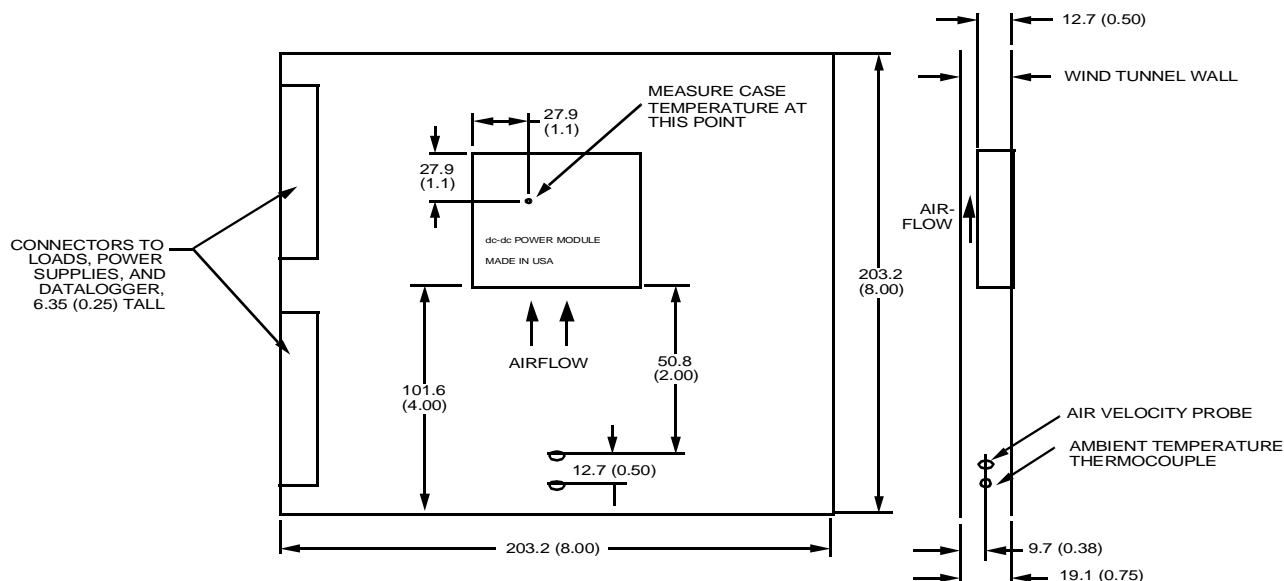 12.7 (0.50)
WIND TUNNEL WALL
MEASURE CASE
TEMPERATURE AT
THIS POINT
27.9
(1.1)
27.9
(1.1)
dc-dc POWER MODULE
MADE IN USA
CONNECTORS TO
LOADS, POWER
SUPPLIES, AND
DATALOGGER,
6.35 (0.25) TALL
AIR-
FLOW
203.2
(8.00)
AIRFLOW
50.8
(2.00)
101.6
(4.00)
12.7 (0.50)
AIR VELOCITY PROBE
AMBIENT TEMPERATURE
THERMOCOUPLE
203.2 (8.00)
9.7 (0.38)
19.1 (0.75)